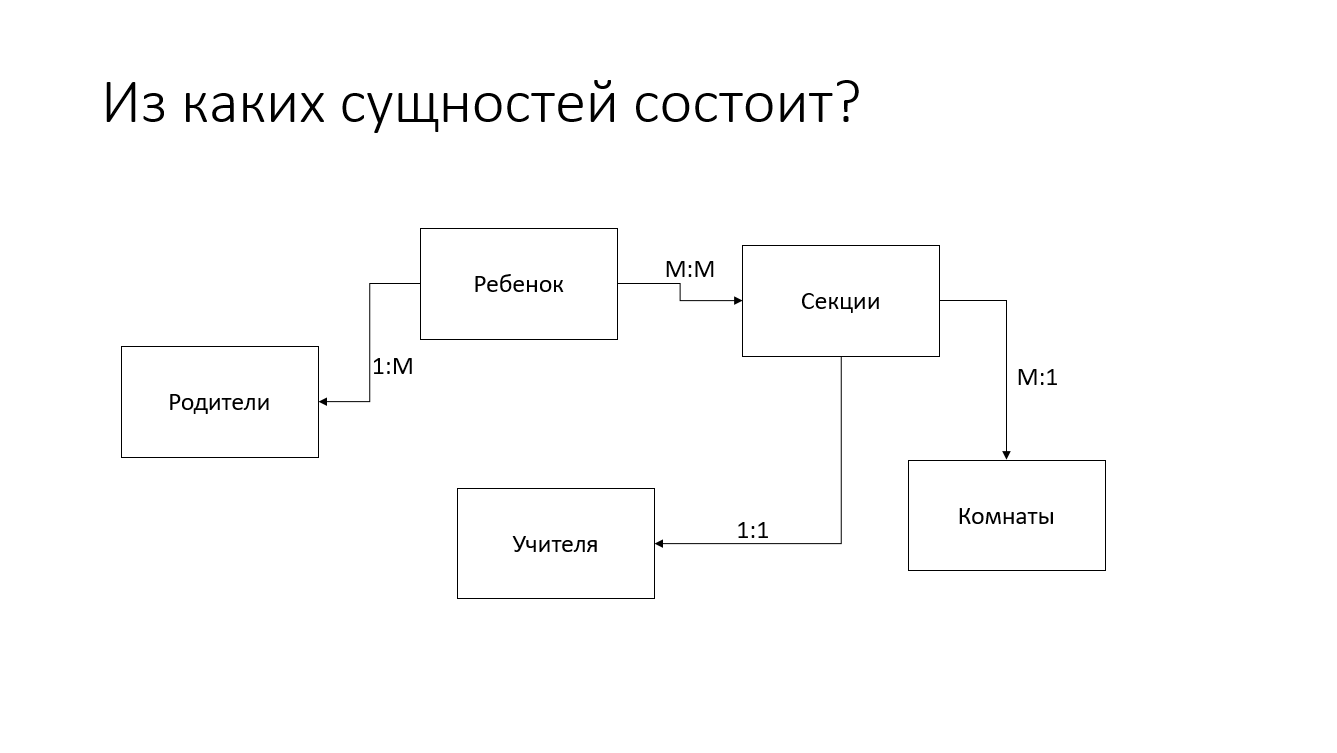 Из каких сущностей состоит?
Ребенок
М:М
Секции
1:М
М:1
Родители
Учителя
1:1
Комнаты